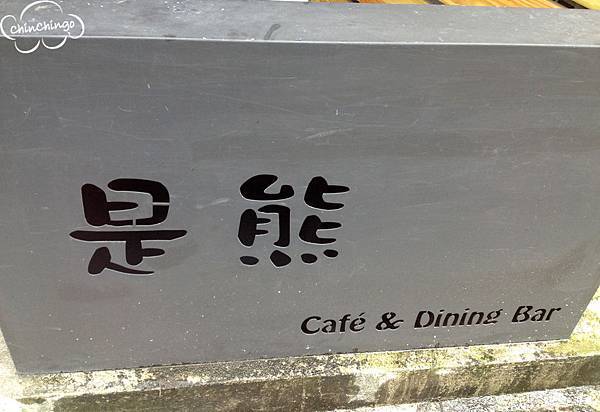 chinchingo
是熊
Café & Dining Bar